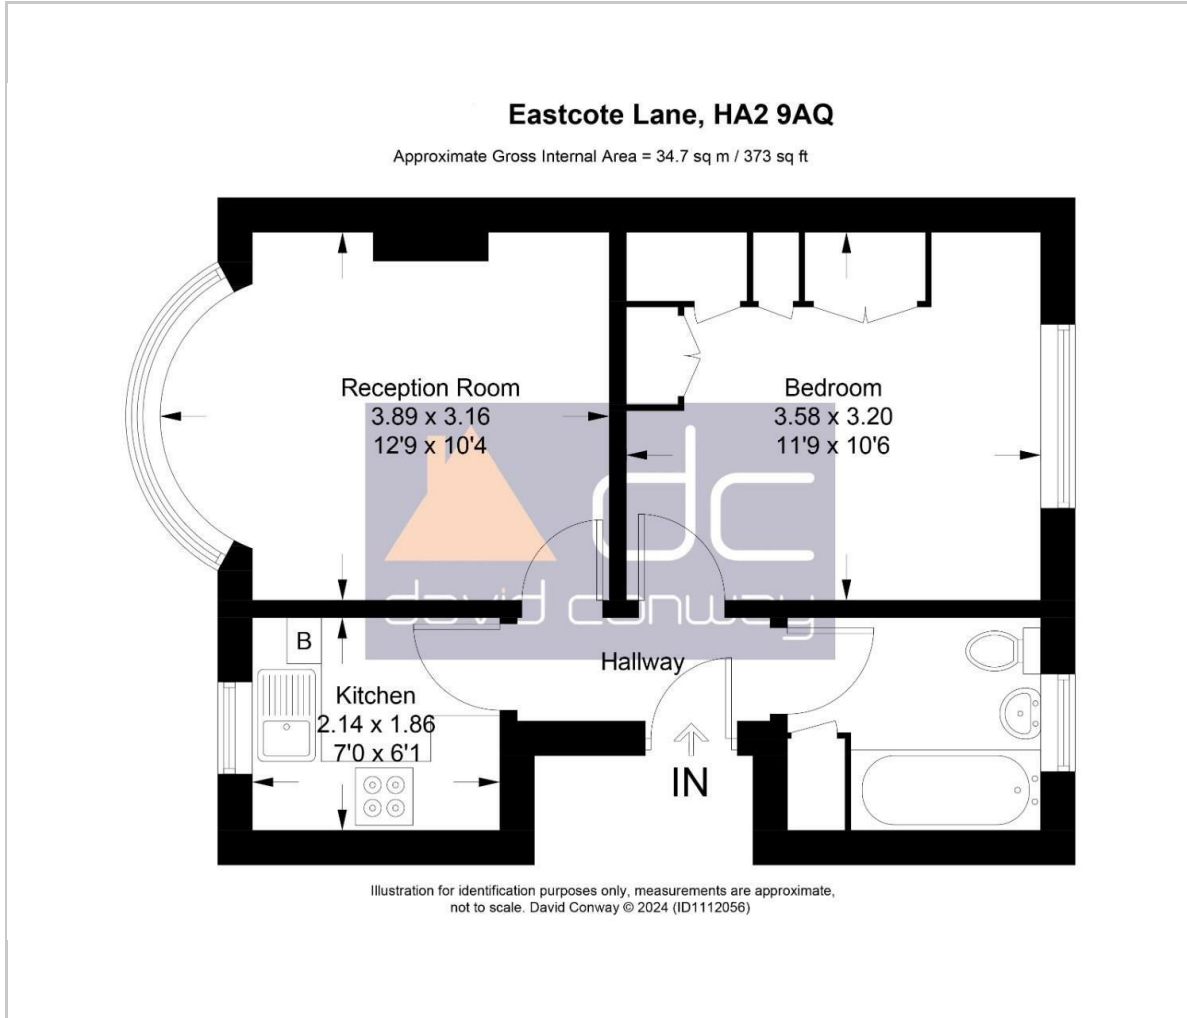 Eastcote Lane, HA2 9AQ
Approximate Gross Internal Area = 34.7 sq m / 373 sq ft
Reception Room
3.89 x 3.16
12'9 x 10'4
Bedroom
3.58 x 3.20
11'9 x 10'6
dc
david conway
Hallway
B
Kitchen
2.14 x 1.86
7'0 x 6'1
IN
Illustration for identification purposes only, measurements are approximate,
not to scale. David Conway © 2024 (ID1112056)